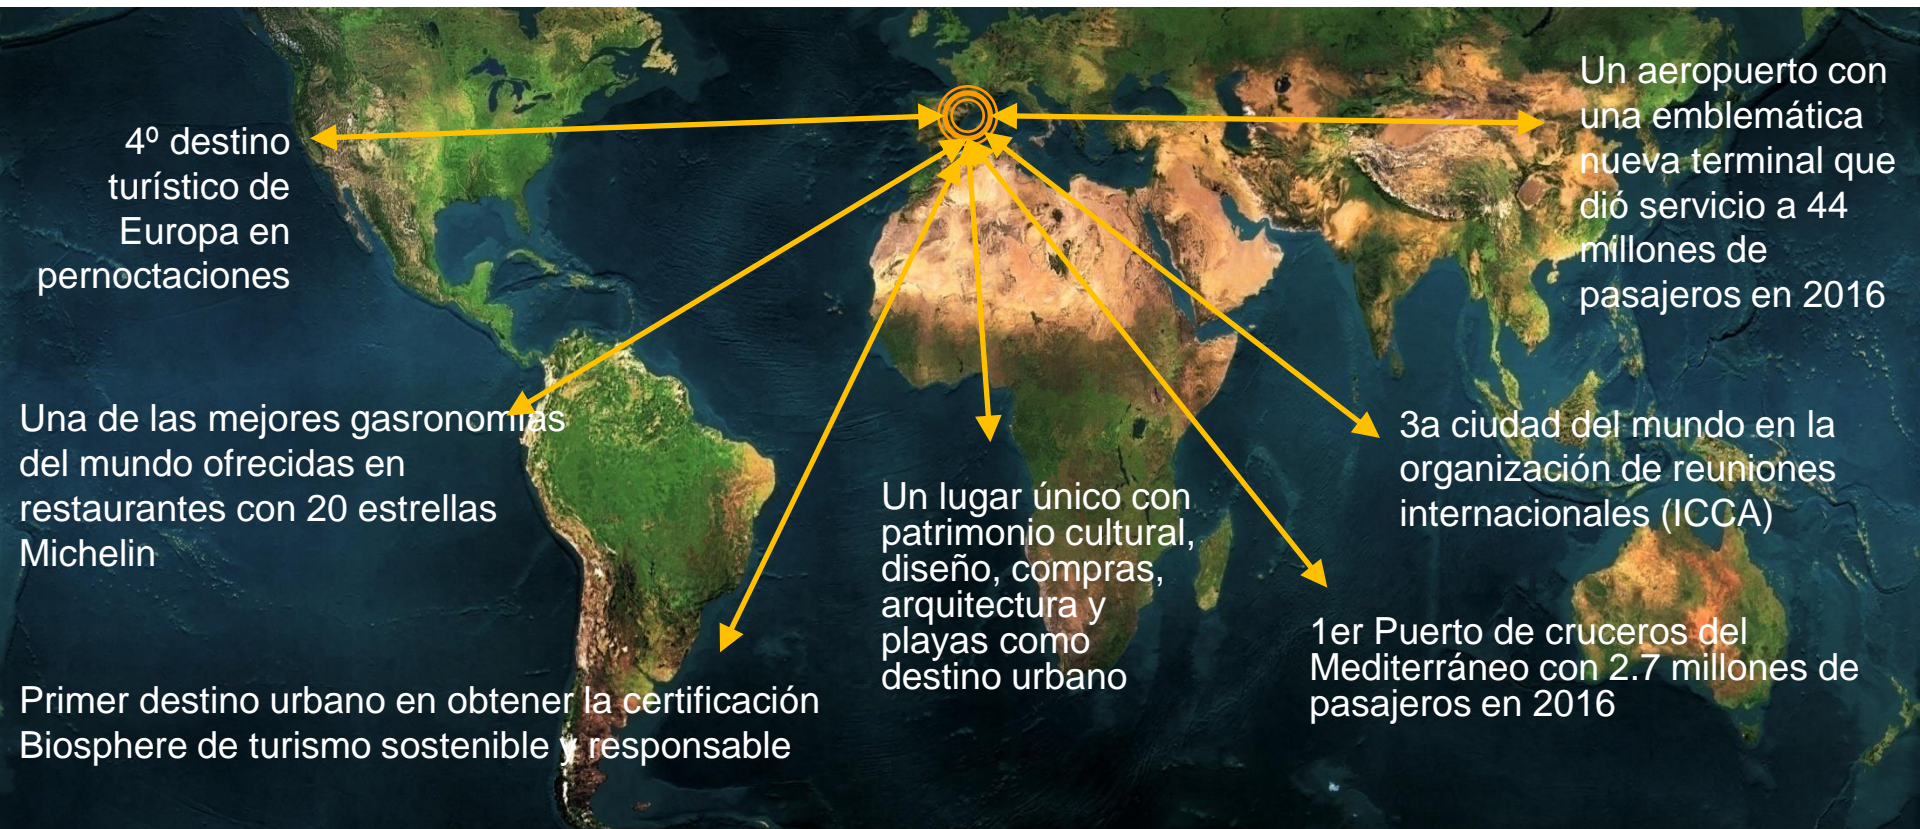 4º destino
turístico de
Europa en
pernoctaciones
Un aeropuerto con
una emblemática
nueva terminal que
dió servicio a 44
millones de
pasajeros en 2016
Una de las mejores gasronomías
del mundo ofrecidas en
restaurantes con 20 estrellas
Michelin
3a ciudad del mundo en la
organización de reuniones
internacionales (ICCA)
Un lugar único con
patrimonio cultural,
diseño, compras,
arquitectura y
playas como
destino urbano
1er Puerto de cruceros del
Mediterráneo con 2.7 millones de
pasajeros en 2016
Primer destino urbano en obtener la certificación
Biosphere de turismo sostenible y responsable